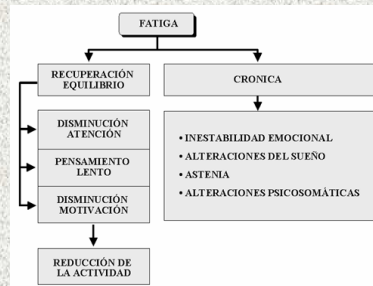 FATIGA
RECUPERACIÓN
EQUILIBRIO
CRONICA
DISMINUCIÓN
ATENCIÓN
PENSAMIENTO
LENTO
DISMINUCIÓN
MOTIVACIÓN
REDUCCIÓN DE
LA ACTIVIDAD
• INESTABILIDAD EMOCIONAL
• ALTERACIONES DEL SUEÑO
• ASTENIA
• ALTERACIONES PSICOSOMÁTICAS